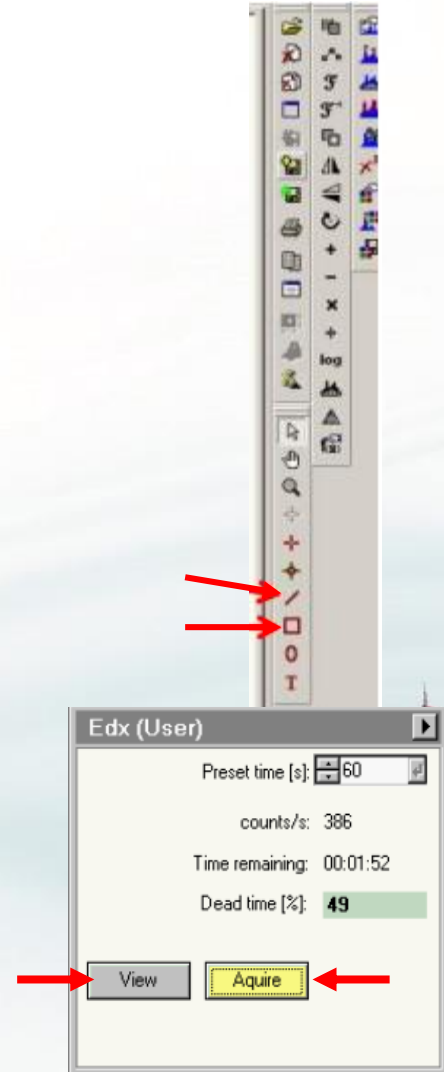 log
T
Edx (User)
Preset time [s]: 60
counts/s: 386
Time remaining: 00:01:52
Dead time [%]: 49
View Aquire